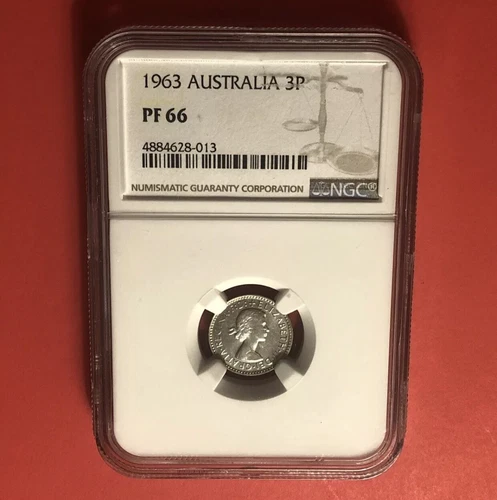 1963 AUSTRALIA 3P
PF 66
4884628-013
NUMISMATIC GUARANTY CORPORATION NGC